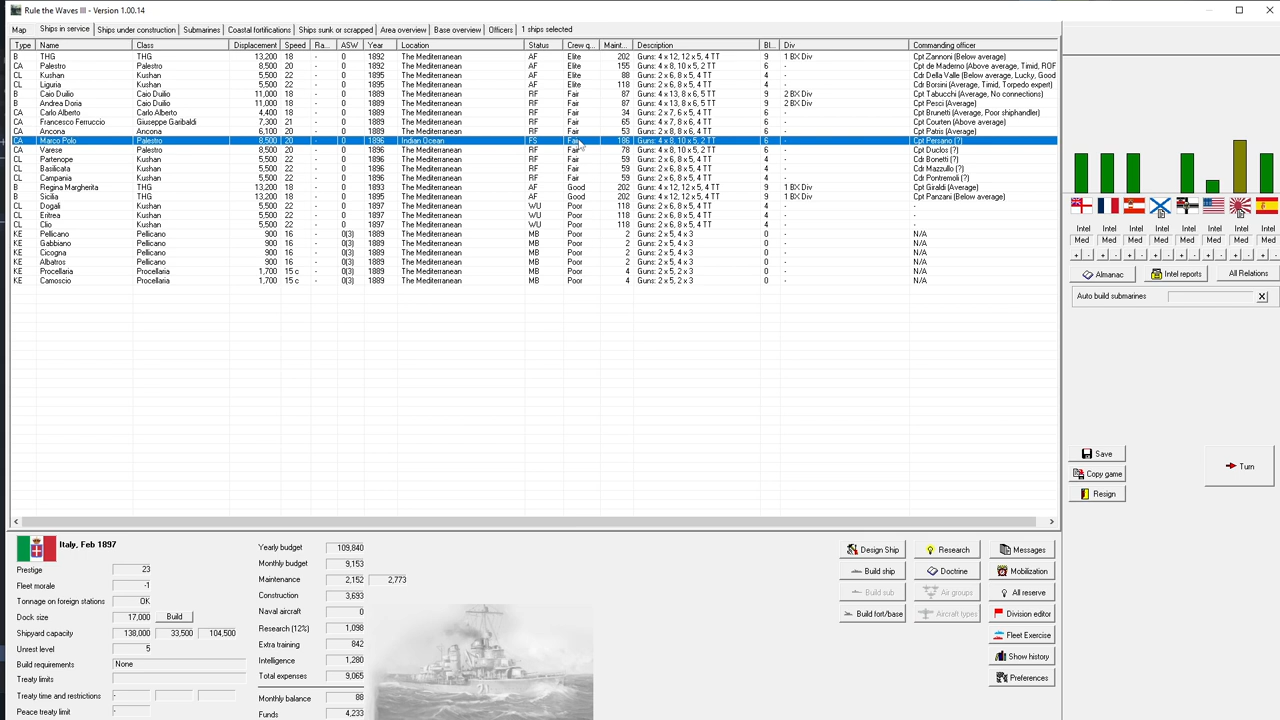 Rule the Waves III - Version 1.00.14
Map Ships in service Ships under construction Submarines Coastal fortifications Ships sunk or scrapped Area overview Base overview Officers 1 ships selected
Type Name Class Displacement Speed Ra... ASW Year Location Status Crew q... Maint... Description Bl... Div Commanding officer
B THG THG 13,200 18 - 0 1892 The Mediterranean AF Elite 202 Guns: 4 x 12, 12 x 5, 4 TT 9 1 BX Div Cpt Zannoni (Below average)
CA Palestro Palestro 8,500 20 - 0 1896 The Mediterranean AF Elite 155 Guns: 4 x 8, 10 x 5, 2 TT 6 - Cpt de Maderno (Above average, Timid, ROF
CL Kushan Kushan 5,500 22 - 0 1895 The Mediterranean AF Elite 88 Guns: 2 x 6, 8 x 5, 4 TT 4 - Cdr Della Valle (Below average, Lucky, Good
CL Liguria Kushan 5,500 22 - 0 1895 The Mediterranean AF Elite 118 Guns: 2 x 6, 8 x 5, 4 TT 4 - Cdr Borsini (Average, Timid, Torpedo expert)
B Caio Duilio Caio Duilio 11,000 18 - 0 1889 The Mediterranean RF Fair 87 Guns: 4 x 13, 8 x 6, 5 TT 9 2 BX Div Cpt Tabucchi (Average, No connections)
B Andrea Doria Caio Duilio 11,000 18 - 0 1889 The Mediterranean RF Fair 87 Guns: 4 x 13, 8 x 6, 5 TT 9 2 BX Div Cpt Pesci (Average)
CA Carlo Alberto Carlo Alberto 4,400 18 - 0 1889 The Mediterranean RF Fair 34 Guns: 2 x 7, 6 x 5, 4 TT 6 - Cpt Brunetti (Average, Poor shiphandler)
CA Francesco Ferruccio Giuseppe Garibaldi 7,300 21 - 0 1889 The Mediterranean RF Fair 65 Guns: 4 x 7, 8 x 6, 4 TT 6 - Cpt Courten (Above average)
CA Ancona Ancona 6,100 19 - 0 1889 The Mediterranean RF Fair 53 Guns: 2 x 8, 8 x 6, 4 TT 6 - Cpt Patris (Average)
CA Marco Polo Palestro 8,500 20 - 0 1896 Indian Ocean FS Fair 186 Guns: 4 x 8, 10 x 5, 2 TT 6 - Cpt Persano (?)
CA Varese Palestro 8,500 20 - 0 1896 The Mediterranean RF Fair 78 Guns: 4 x 8, 10 x 5, 2 TT 6 - Cpt Duclos (?)
CL Partenope Kushan 5,500 22 - 0 1896 The Mediterranean RF Fair 59 Guns: 2 x 6, 8 x 5, 4 TT 4 - Cdr Bonetti (?)
CL Basilicata Kushan 5,500 22 - 0 1896 The Mediterranean RF Fair 59 Guns: 2 x 6, 8 x 5, 4 TT 4 - Cdr Mazzullo (?)
CL Campania Kushan 5,500 22 - 0 1896 The Mediterranean RF Fair 59 Guns: 2 x 6, 8 x 5, 4 TT 4 - Cdr Pontremoli (?)
B Regina Margherita THG 13,200 18 - 0 1893 The Mediterranean AF Good 202 Guns: 4 x 12, 12 x 5, 4 TT 9 1 BX Div Cpt Giraldi (Average)
B Sicilia THG 13,200 18 - 0 1895 The Mediterranean AF Good 202 Guns: 4 x 12, 12 x 5, 4 TT 9 1 BX Div Cpt Panzani (Below average)
CL Dogali Kushan 5,500 22 - 0 1897 The Mediterranean WU Poor 118 Guns: 2 x 6, 8 x 5, 4 TT 4 - -
CL Eritrea Kushan 5,500 22 - 0 1897 The Mediterranean WU Poor 118 Guns: 2 x 6, 8 x 5, 4 TT 4 - -
CL Clio Kushan 5,500 22 - 0 1897 The Mediterranean WU Poor 118 Guns: 2 x 6, 8 x 5, 4 TT 4 - -
KE Pellicano Pellicano 900 16 - 0(3) 1889 The Mediterranean MB Poor 2 Guns: 2 x 5, 4 x 3 0 - N/A
KE Gabbiano Pellicano 900 16 - 0(3) 1889 The Mediterranean MB Poor 2 Guns: 2 x 5, 4 x 3 0 - N/A
KE Cicogna Pellicano 900 16 - 0(3) 1889 The Mediterranean MB Poor 2 Guns: 2 x 5, 4 x 3 0 - N/A
KE Albatros Pellicano 900 16 - 0(3) 1889 The Mediterranean MB Poor 2 Guns: 2 x 5, 4 x 3 0 - N/A
KE Procellaria Procellaria 1,700 15 c - 0(3) 1889 The Mediterranean MB Poor 4 Guns: 2 x 5, 2 x 3 0 - N/A
KE Camoscio Procellaria 1,700 15 c - 0(3) 1889 The Mediterranean MB Poor 4 Guns: 2 x 5, 2 x 3 0 - N/A
Intel Intel Intel Intel Intel Intel Intel Intel
Med Med Med Med Med Med Med Med
+ - + - + - + - + - + - + - + -
Almanac Intel reports All Relations
Auto build submarines X
Save
Copy game
Resign
Turn
Italy, Feb 1897
Prestige 23
Fleet morale -1
Tonnage on foreign stations OK
Dock size 17,000 Build
Shipyard capacity 138,000 33,500 104,500
Unrest level 5
Build requirements None
Treaty limits
Treaty time and restrictions -
Peace treaty limit -
Yearly budget 109,840
Monthly budget 9,153
Maintenance 2,152 2,773
Construction 3,693
Naval aircraft 0
Research (12%) 1,098
Extra training 842
Intelligence 1,280
Total expenses 9,065
Monthly balance 88
Funds 4,233
Design Ship Research Messages
Build ship Doctrine Mobilization
Build sub Air groups All reserve
Build fort/base Aircraft types Division editor
Fleet Exercise
Show history
Preferences